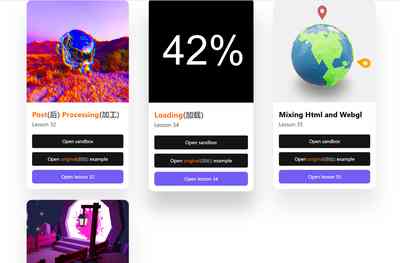 42%
Post(后) Processing(加工)
Lesson 32
Open sandbox
Open original(原始) example
Open lesson 32
Loading(加载)
Lesson 34
Open sandbox
Open original(原始) example
Open lesson 34
Mixing Html and Webgl
Lesson 35
Open sandbox
Open original(原始) example
Open lesson 35